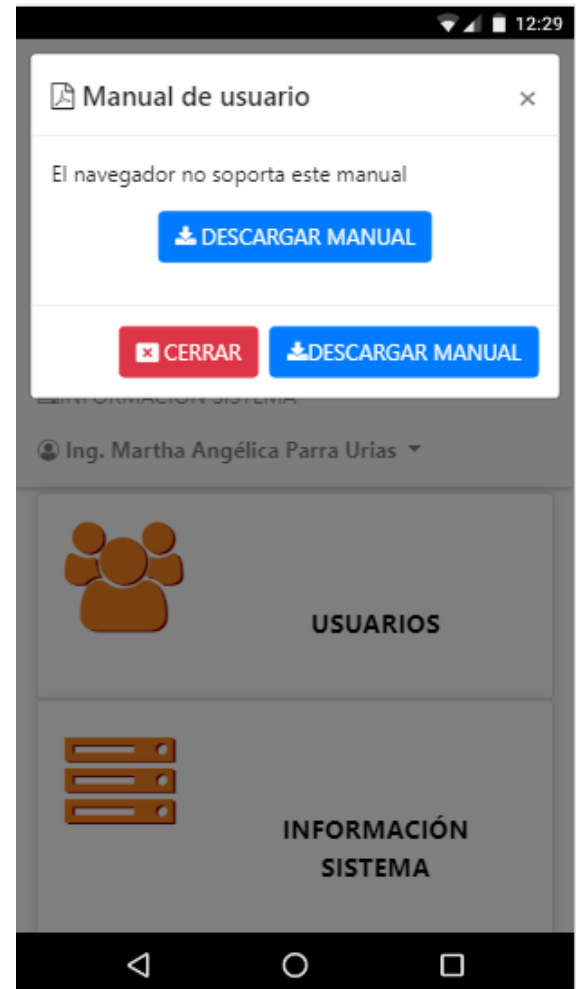 12:29
Manual de usuario ×
El navegador no soporta este manual
DESCARGAR MANUAL
CERRAR DESCARGAR MANUAL
INFORMACIÓN SISTEMA
Ing. Martha Angélica Parra Urias
USUARIOS
INFORMACIÓN
SISTEMA